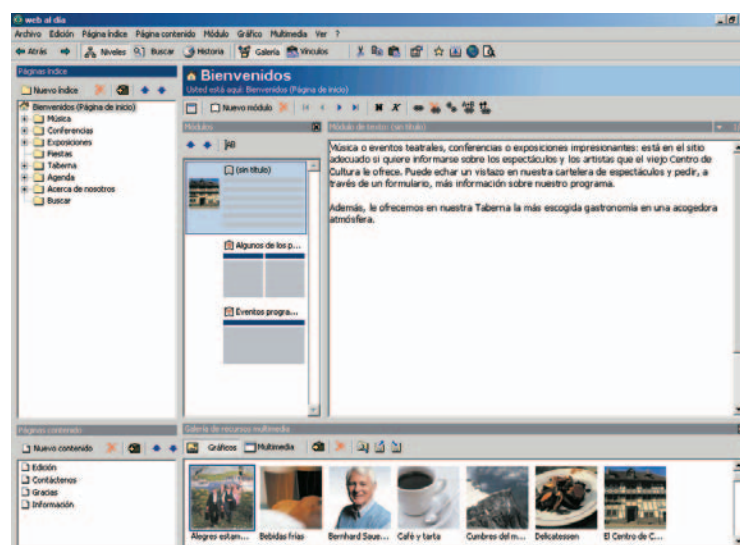 web al día
Archivo Edición Página índice Página contenido Módulo Gráfico Multimedia Ver ?
Atrás Niveles Buscar Historia Galería Vínculos
Páginas índice
Nuevo índice
Bienvenidos (Página de inicio)
Música
Conferencias
Exposiciones
Fiestas
Taberna
Agenda
Acerca de nosotros
Buscar
Bienvenidos
Usted está aquí: Bienvenidos (Página de inicio)
Nuevo módulo
Módulos
(sin título)
Algunos de los p...
Eventos progra...
Módulo de texto: (sin título)
Música o eventos teatrales, conferencias o exposiciones impresionantes: está en el sitio
adecuado si quiere informarse sobre los espectáculos y los artistas que el viejo Centro de
Cultura le ofrece. Puede echar un vistazo en nuestra cartelera de espectáculos y pedir, a
través de un formulario, más información sobre nuestro programa.
Además, le ofrecemos en nuestra Taberna la más escogida gastronomía en una acogedora
atmósfera.
Páginas contenido
Nuevo contenido
Edición
Contáctenos
Gracias
Información
Galería de recursos multimedia
Gráficos Multimedia
Alegres estam... Bebidas frías Bernhard Saue... Café y tarta Cumbres del m... Delicatessen El Centro de C...